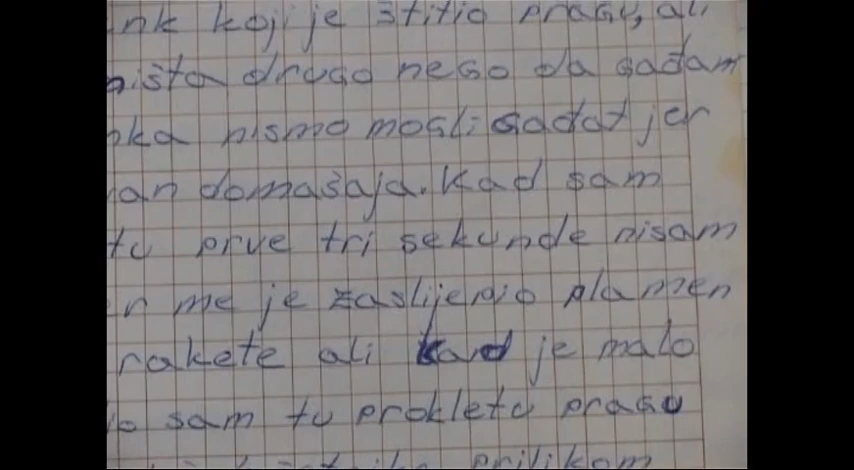 nk koji je štitio pragu, ali
ništa drugo nego da gađam
nismo mogli gađat jer
an domašaja. Kad sam
tu prve tri sekunde nisam
r me je zaslijepio plamen
rakete ali kad je malo
o sam tu prokletu pragu
prilikom